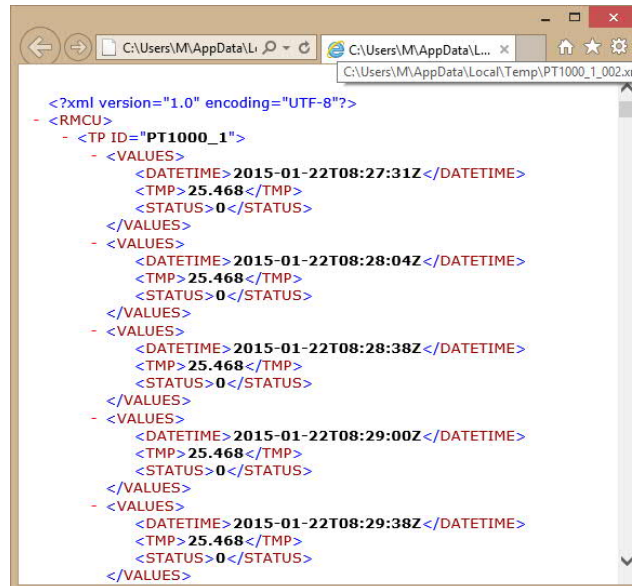 C:\Users\M\AppData\Lo
C:\Users\M\AppData\L...
C:\Users\M\AppData\Local\Temp\PT1000_1_002.x
<?xml version="1.0" encoding="UTF-8"?>
- <RMCU>
- <TP ID="PT1000_1">
- <VALUES>
<DATETIME>2015-01-22T08:27:31Z</DATETIME>
<TMP>25.468</TMP>
<STATUS>0</STATUS>
</VALUES>
- <VALUES>
<DATETIME>2015-01-22T08:28:04Z</DATETIME>
<TMP>25.468</TMP>
<STATUS>0</STATUS>
</VALUES>
- <VALUES>
<DATETIME>2015-01-22T08:28:38Z</DATETIME>
<TMP>25.468</TMP>
<STATUS>0</STATUS>
</VALUES>
- <VALUES>
<DATETIME>2015-01-22T08:29:00Z</DATETIME>
<TMP>25.468</TMP>
<STATUS>0</STATUS>
</VALUES>
- <VALUES>
<DATETIME>2015-01-22T08:29:38Z</DATETIME>
<TMP>25.468</TMP>
<STATUS>0</STATUS>
</VALUES>